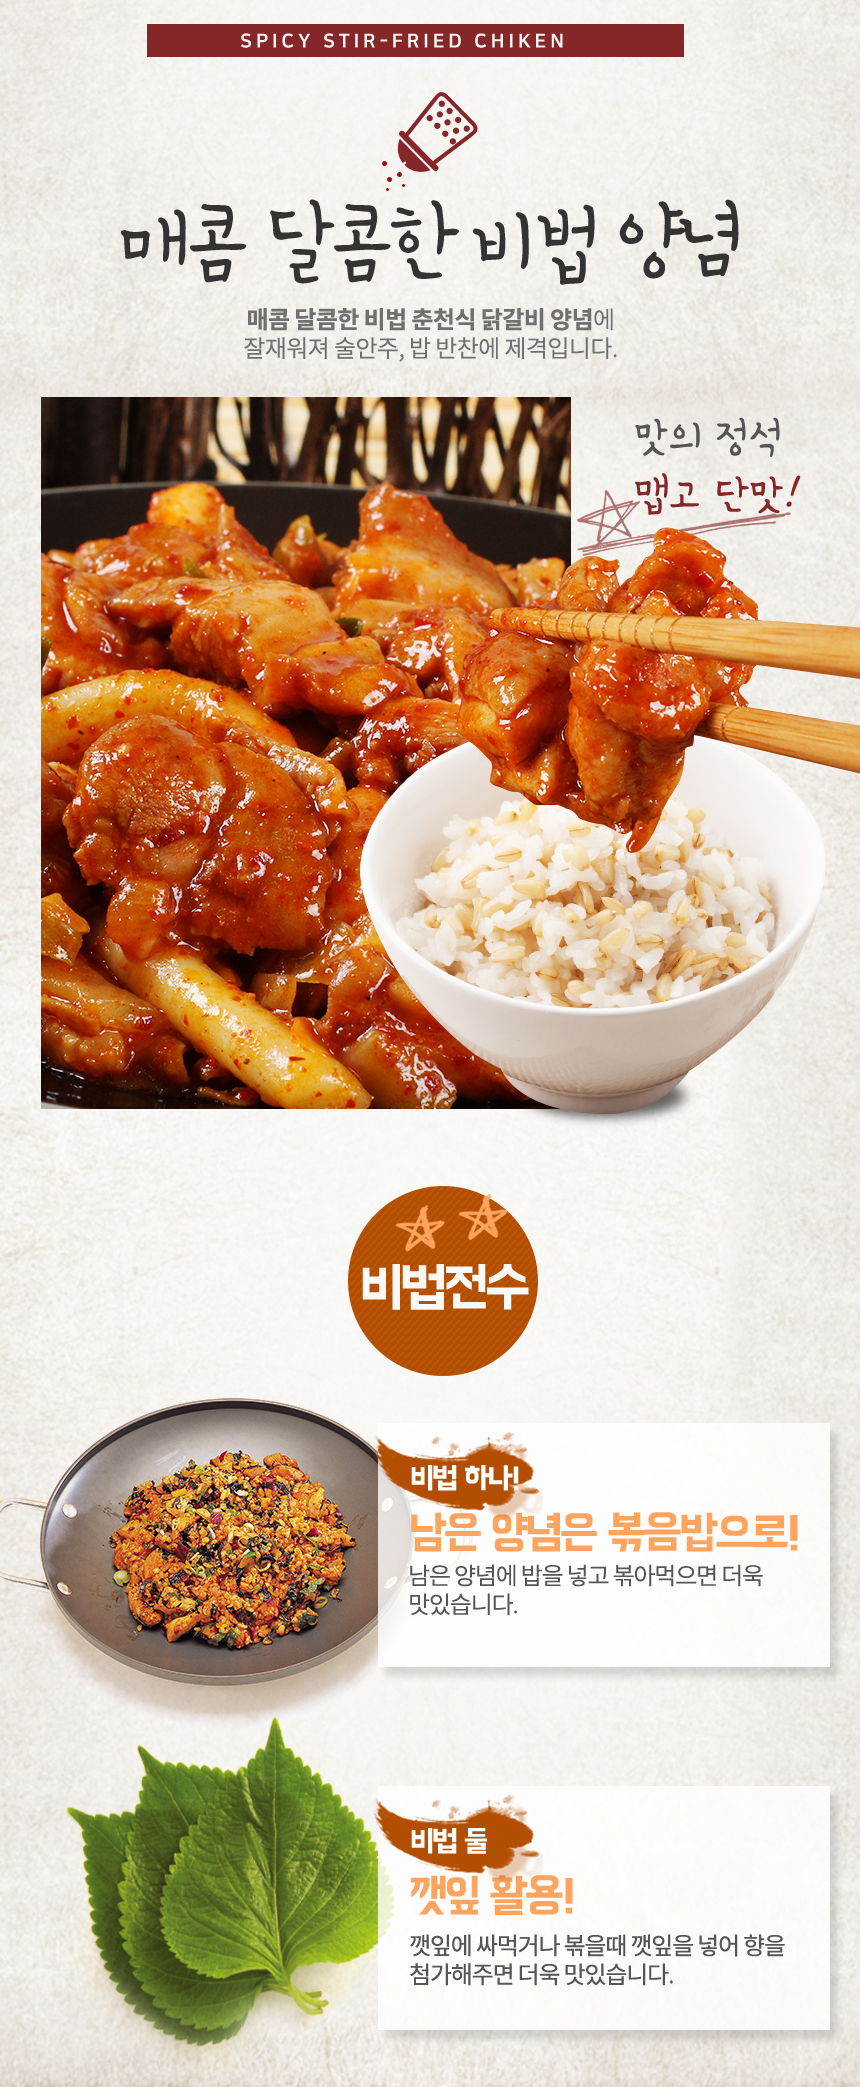 SPICY STIR-FRIED CHIKEN
매콤 달콤한 비법 양념
매콤 달콤한 비법 춘천식 닭갈비 양념에
잘재워져 술안주, 밥 반찬에 제격입니다.
맛의 정석
맵고 단맛!
비법전수
비법 하나!
남은 양념은 볶음밥으로!
남은 양념에 밥을 넣고 볶아먹으면 더욱
맛있습니다.
비법 둘
깻잎 활용!
깻잎에 싸먹거나 볶을때 깻잎을 넣어 향을
첨가해주면 더욱 맛있습니다.